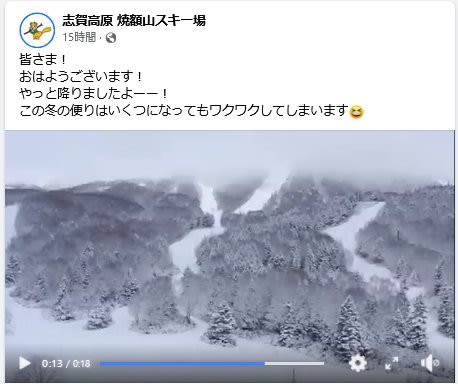 志賀高原 焼額山スキー場
15時間 ·
皆さま！
おはようございます！
やっと降りましたよーー！
この冬の便りはいくつになってもワクワクしてしまいます😆
0:13 / 0:18